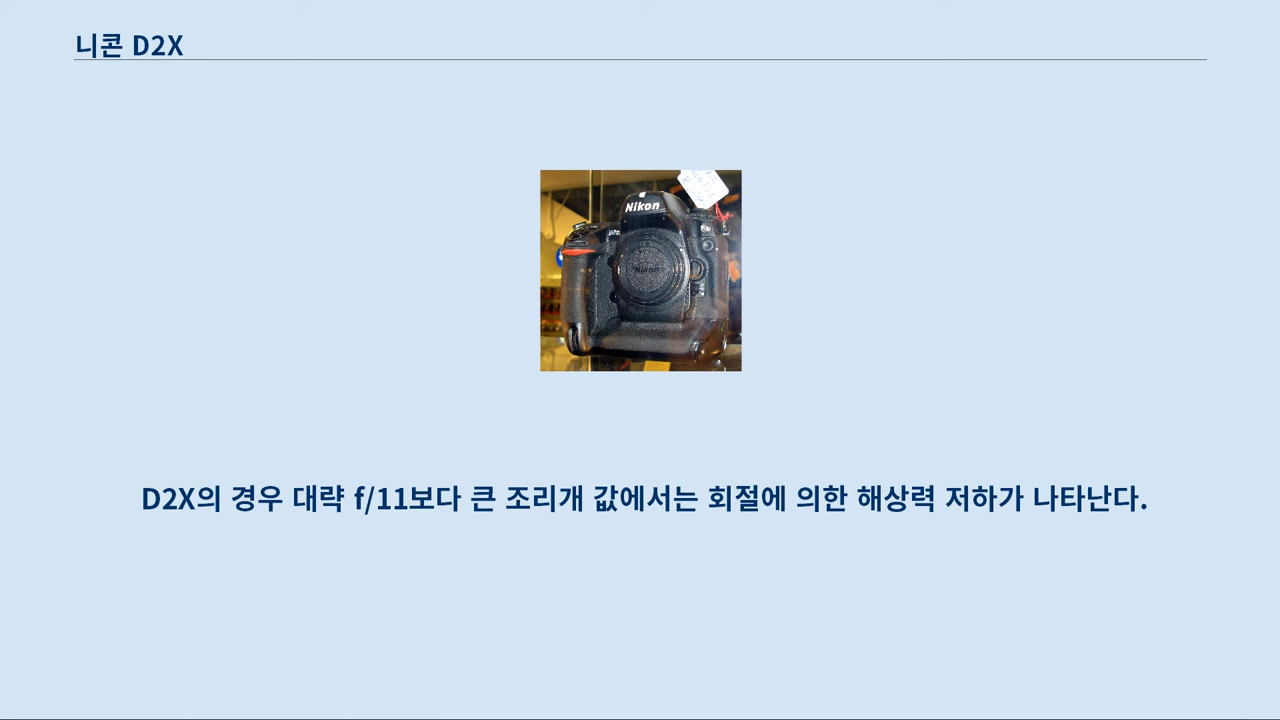 니콘 D2X
Nikon
Nikon
D2X의 경우 대략 f/11보다 큰 조리개 값에서는 회절에 의한 해상력 저하가 나타난다.